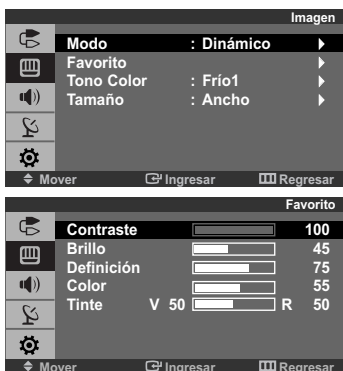 Imagen
Modo : Dinámico
Favorito
Tono Color : Frío1
Tamaño : Ancho
Mover Ingresar Regresar
Favorito
Contraste 100
Brillo 45
Definición 75
Color 55
Tinte V 50 R 50
Mover Ingresar Regresar